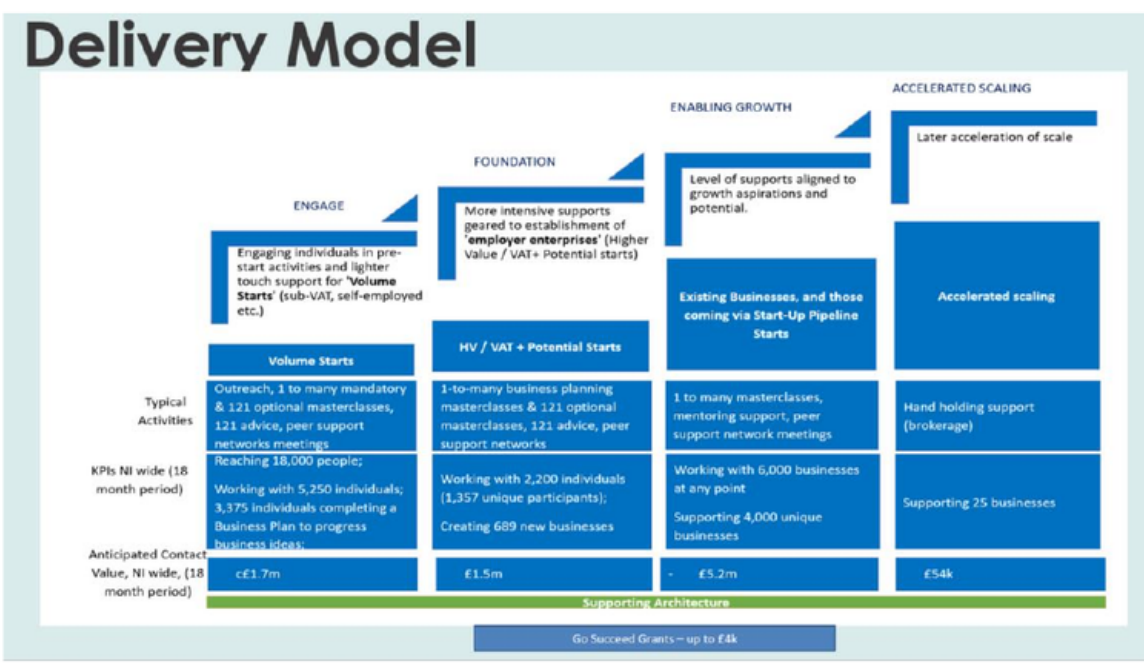 Delivery Model
ACCELERATED SCALING
Later acceleration of scale
ENABLING GROWTH
Level of supports aligned to
growth aspirations and
potential.
FOUNDATION
More intensive supports
geared to establishment of
'employer enterprises' (Higher
Value / VAT+ Potential starts)
ENGAGE
Engaging individuals in pre-
start activities and lighter
touch support for 'Volume
Starts' (sub-VAT, self-employed
etc.)
Volume Starts
HV / VAT + Potential Starts
Existing Businesses, and those
coming via Start-Up Pipeline
Starts
Accelerated scaling
Typical
Activities
Outreach, 1 to many mandatory
& 121 optional masterclasses,
121 advice, peer support
networks meetings
1-to-many business planning
masterclasses & 121 optional
masterclasses, 121 advice, peer
support networks
1 to many masterclasses,
mentoring support, peer
support network meetings
Hand holding support
(brokerage)
KPIs NI wide (18
month period)
Reaching 18,000 people;
Working with 5,250 individuals;
3,375 individuals completing a
Business Plan to progress
business ideas;
Working with 2,200 individuals
(1,357 unique participants);
Creating 689 new businesses
Working with 6,000 businesses
at any point
Supporting 4,000 unique
businesses
Supporting 25 businesses
Anticipated Contact
Value, NI wide, (18
month period)
c£1.7m
£1.5m
- £5.2m
£54k
Supporting Architecture
Go Succeed Grants – up to £4k